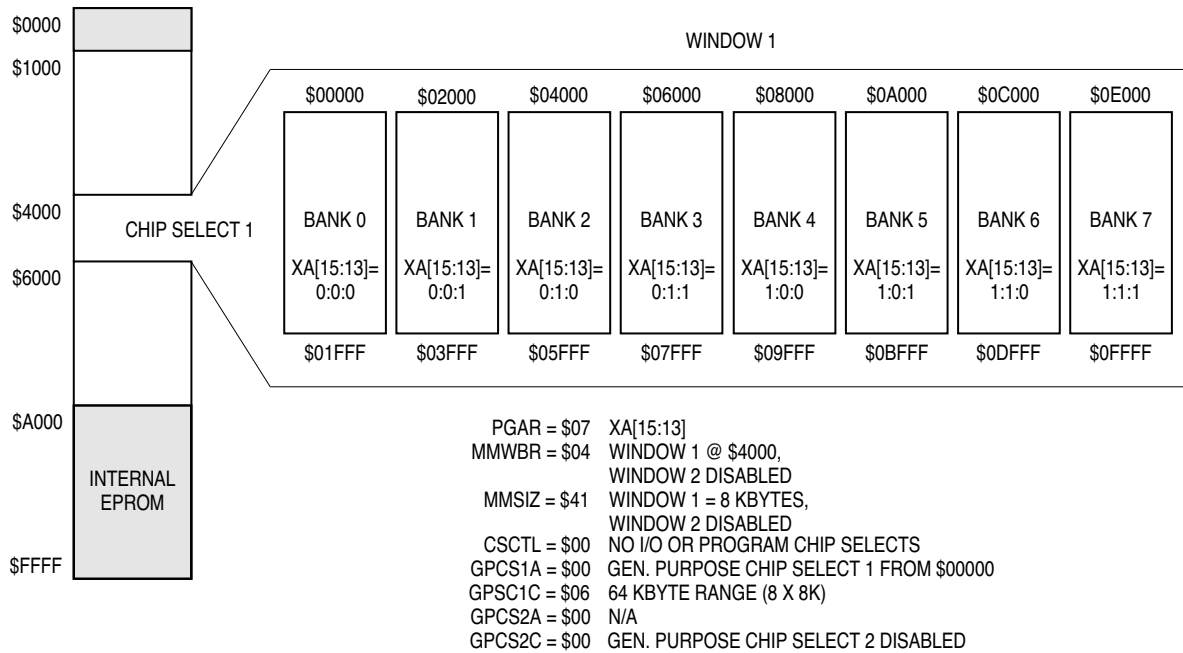 $0000
$1000
$4000
CHIP SELECT 1
$6000
$A000
INTERNAL
EPROM
$FFFF
WINDOW 1
$00000 $02000 $04000 $06000 $08000 $0A000 $0C000 $0E000
BANK 0 BANK 1 BANK 2 BANK 3 BANK 4 BANK 5 BANK 6 BANK 7
XA[15:13]= XA[15:13]= XA[15:13]= XA[15:13]= XA[15:13]= XA[15:13]= XA[15:13]= XA[15:13]=
0:0:0 0:0:1 0:1:0 0:1:1 1:0:0 1:0:1 1:1:0 1:1:1
$01FFF $03FFF $05FFF $07FFF $09FFF $0BFFF $0DFFF $0FFFF
PGAR = $07 XA[15:13]
MMWBR = $04 WINDOW 1 @ $4000,
WINDOW 2 DISABLED
MMSIZ = $41 WINDOW 1 = 8 KBYTES,
WINDOW 2 DISABLED
CSCTL = $00 NO I/O OR PROGRAM CHIP SELECTS
GPCS1A = $00 GEN. PURPOSE CHIP SELECT 1 FROM $00000
GPSC1C = $06 64 KBYTE RANGE (8 X 8K)
GPCS2A = $00 N/A
GPCS2C = $00 GEN. PURPOSE CHIP SELECT 2 DISABLED